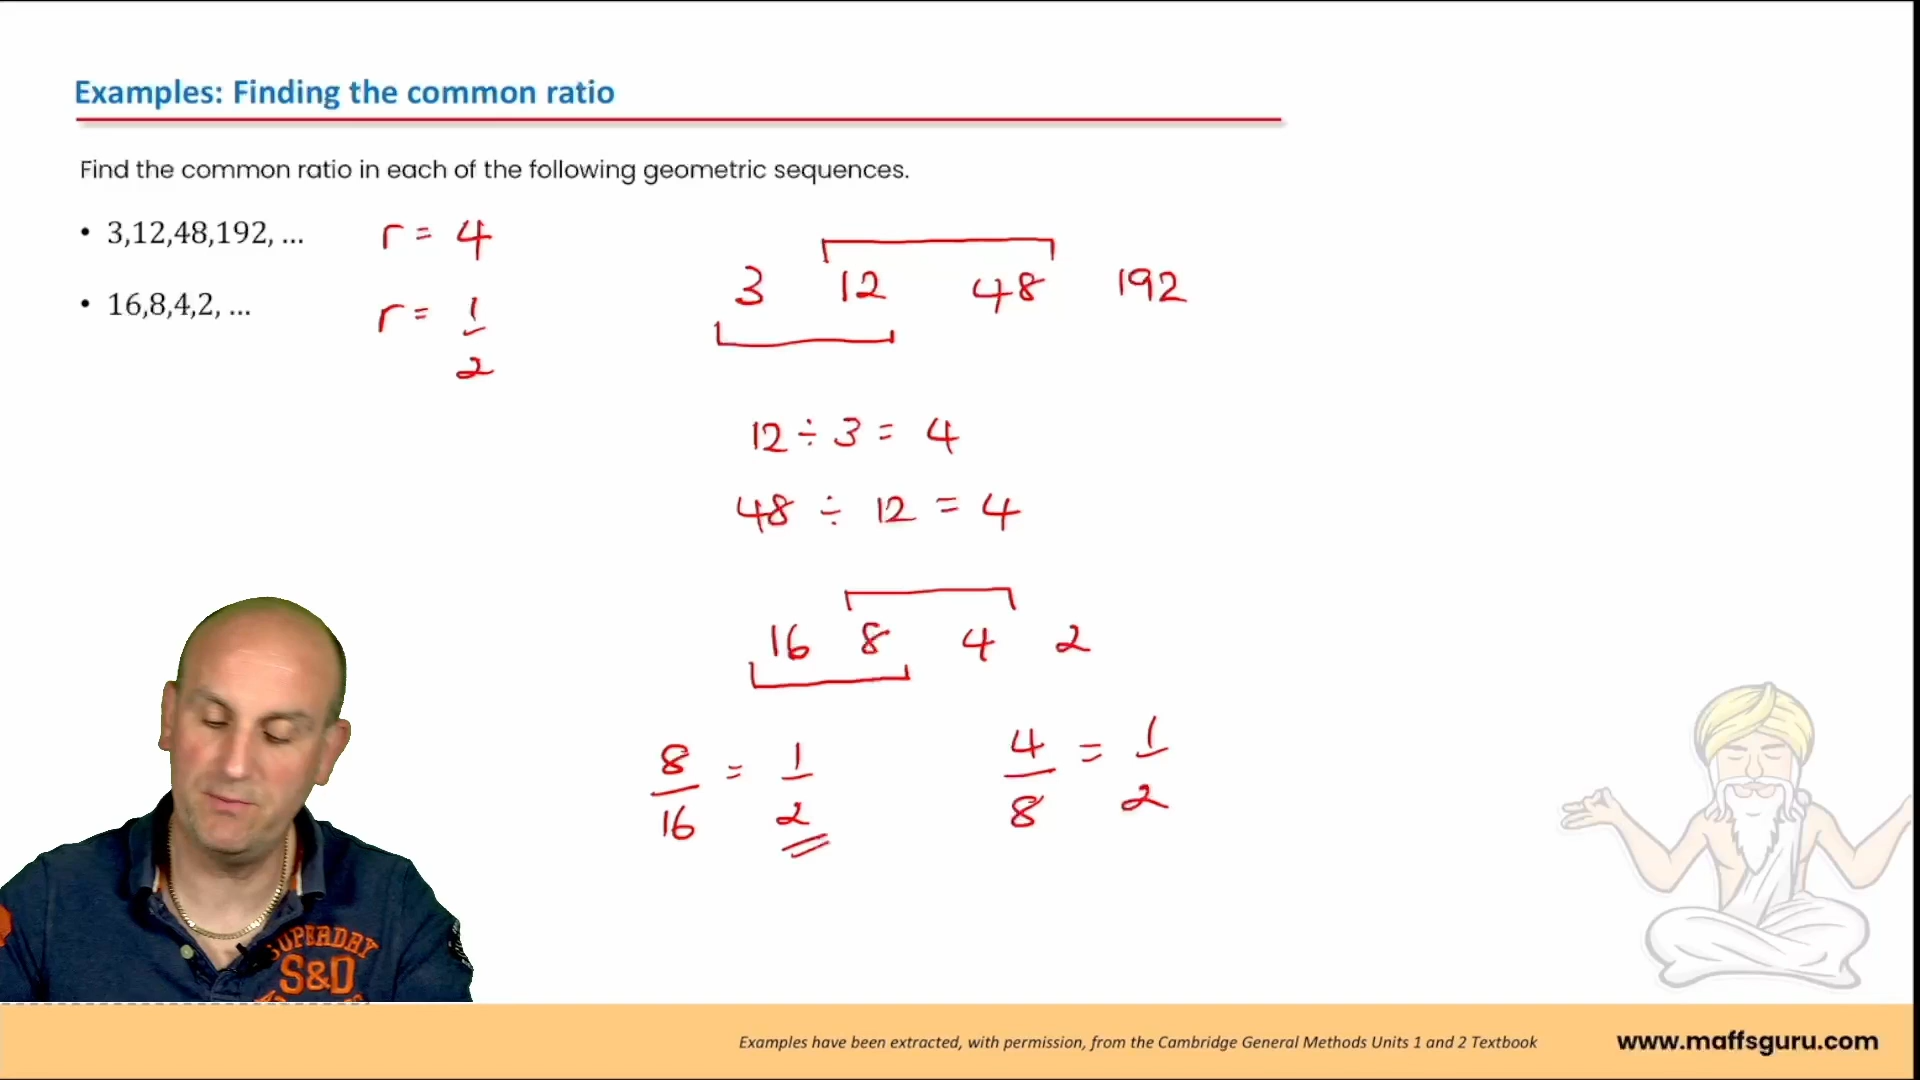 Examples: Finding the common ratio
Find the common ratio in each of the following geometric sequences.
• 3,12,48,192, ...
r = 4
• 16,8,4,2, ...
r = 1/2
3 12 48 192
12 ÷ 3 = 4
48 ÷ 12 = 4
16 8 4 2
8/16 = 1/2
4/8 = 1/2
SUPERDRY
S&D
Examples have been extracted, with permission, from the Cambridge General Methods Units 1 and 2 Textbook
www.maffsguru.com